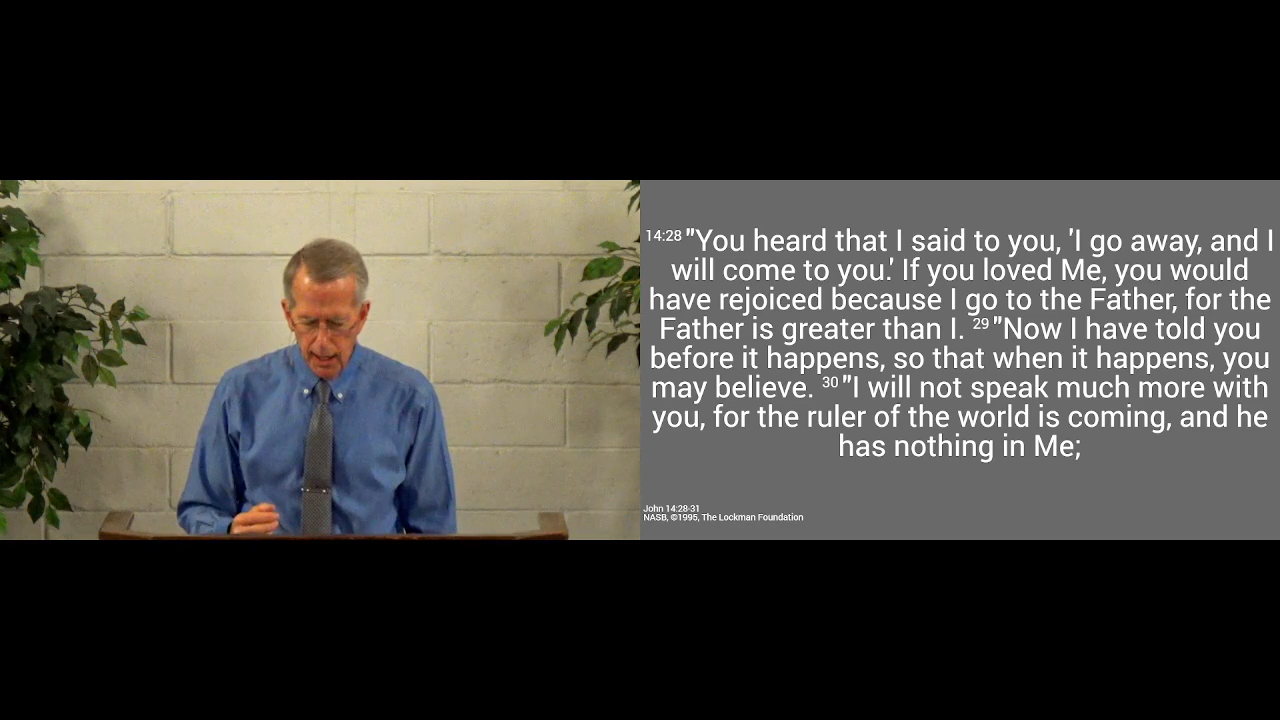 14:28 "You heard that I said to you, 'I go away, and I
will come to you.' If you loved Me, you would
have rejoiced because I go to the Father, for the
Father is greater than I. 29 "Now I have told you
before it happens, so that when it happens, you
may believe. 30 "I will not speak much more with
you, for the ruler of the world is coming, and he
has nothing in Me;
John 14:28-31
NASB, ©1995, The Lockman Foundation